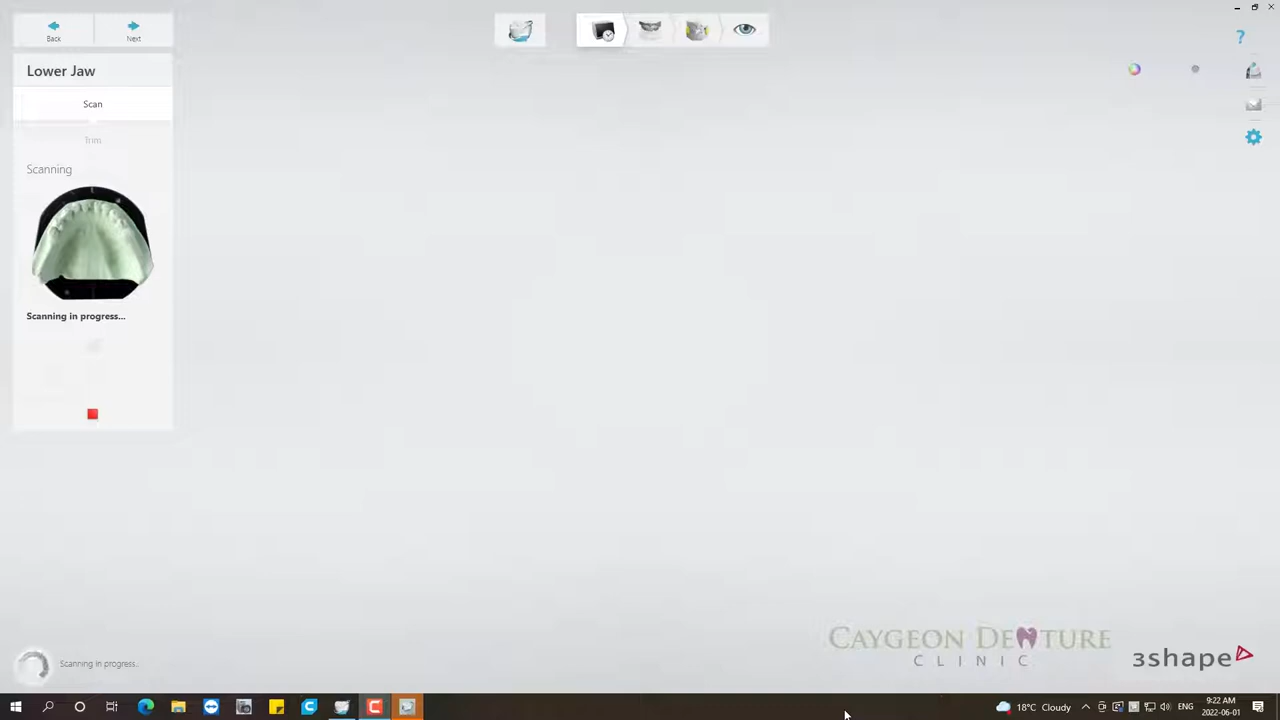 Back
Next
Lower Jaw
Scan
Trim
Scanning
Scanning in progress...
?
Scanning in progress.
CAYGEON DENTURE
CLINIC
3shape
18°C Cloudy
ENG
9:22 AM
2022-06-01